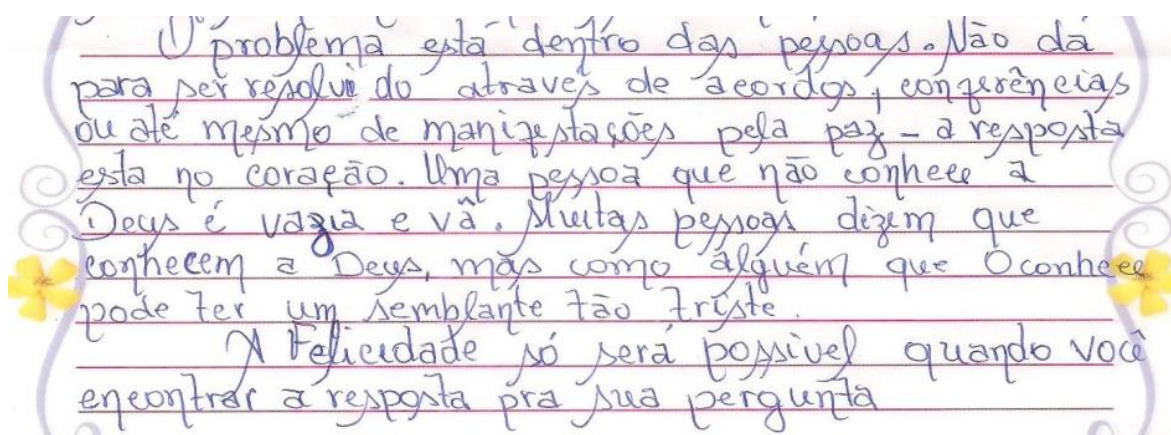 O problema está dentro das pessoas. Não dá
para ser resolvido através de acordos, conferências
ou até mesmo de manifestações pela paz - a resposta
esta no coração. Uma pessoa que não conhece a
Deus é vazia e vã. Muitas pessoas dizem que
conhecem a Deus, mas como alguém que O conhece
pode ter um semblante tão triste.
A Felicidade só será possivel quando você
encontrar a resposta pra sua pergunta